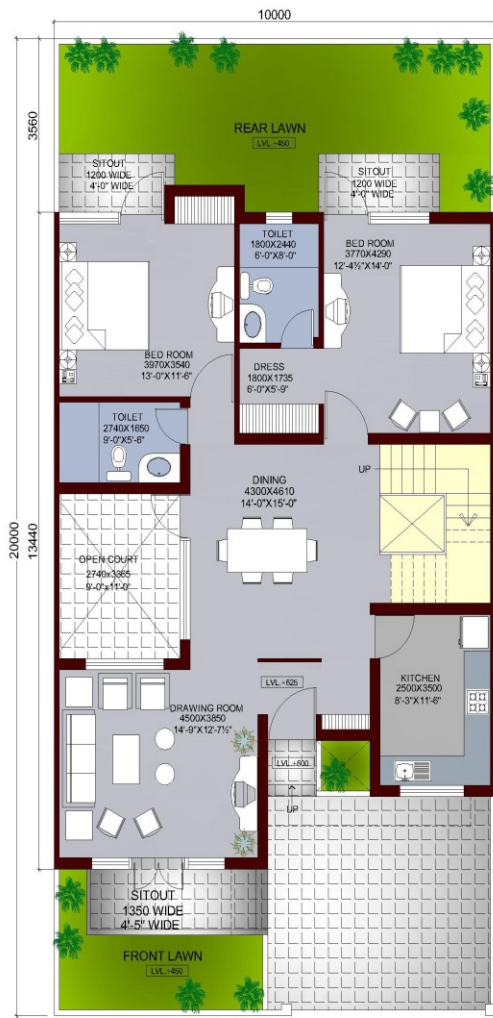 10000
3560
REAR LAWN
LVL.+450
SITOUT
1200 WIDE
4'-0" WIDE
SITOUT
1200 WIDE
4'-0" WIDE
TOILET
1800X2440
6'-0"X8'-0"
BED ROOM
3770X4290
12'-4½"X14'-0"
BED ROOM
3970X3540
13'-0"X11'-6"
DRESS
1800X1735
6'-0"X5'-9"
TOILET
2740X1650
9'-0"X5'-6"
DINING
4300X4610
14'-0"X15'-0"
UP
20000
13440
OPEN COURT
2740x3365
9'-0"x11'-0"
LVL.+625
KITCHEN
2500X3500
8'-3"X11'-6"
DRAWING ROOM
4500X3850
14'-9"X12'-7½"
LVL.+600
UP
SITOUT
1350 WIDE
4'-5" WIDE
FRONT LAWN
LVL.+450